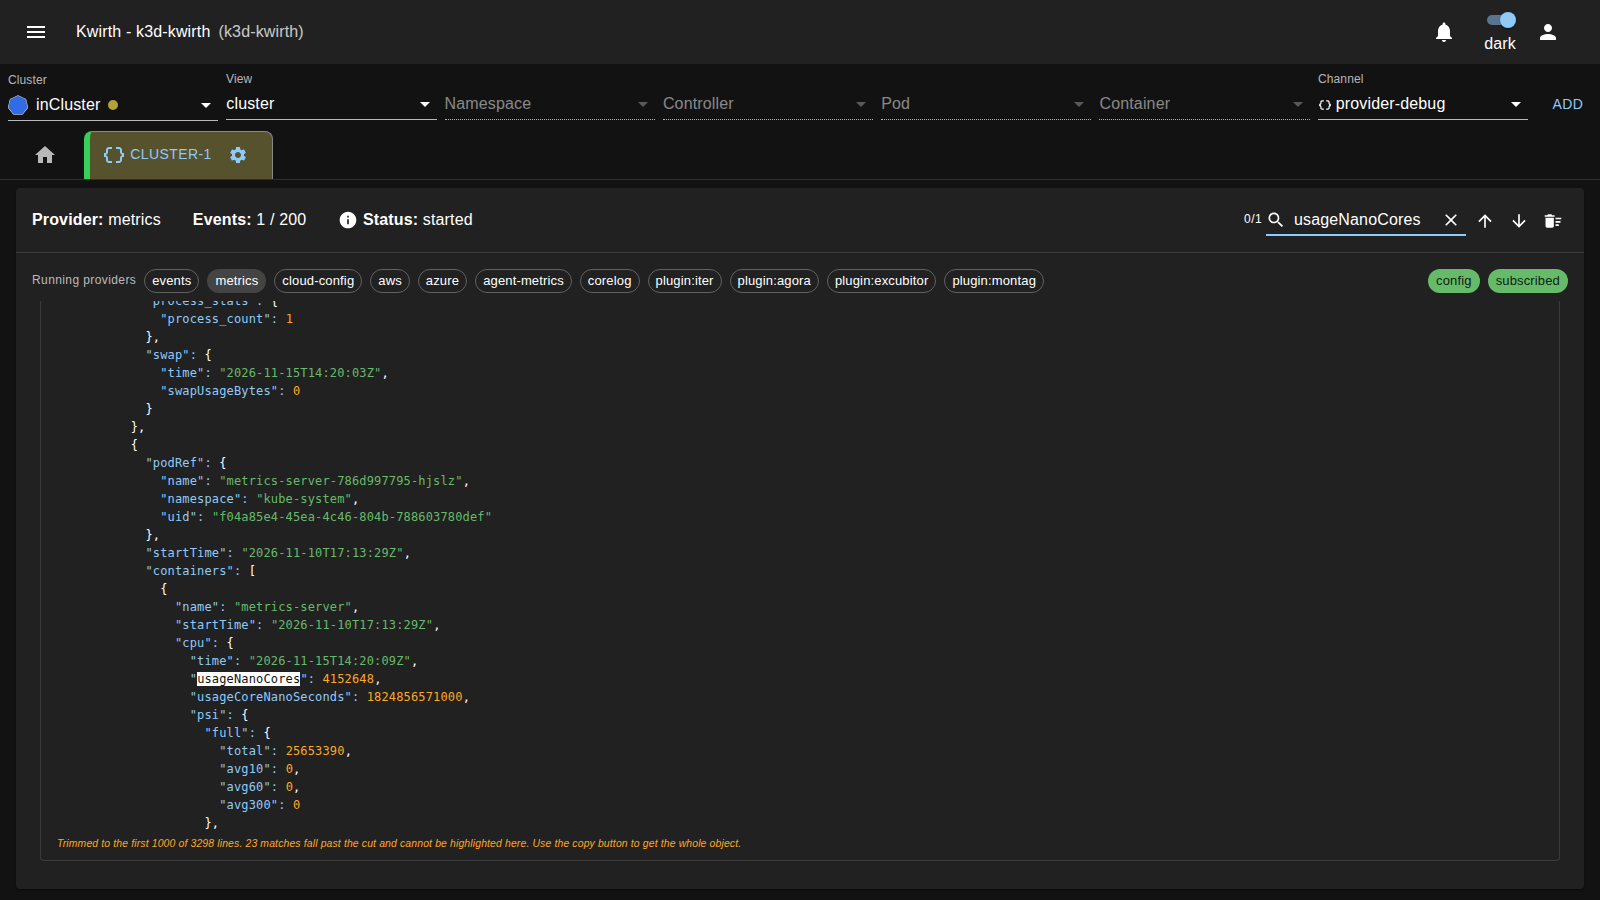 Kwirth - k3d-kwirth (k3d-kwirth)
dark
Cluster
View
Channel
inCluster
cluster
Namespace
Controller
Pod
Container
provider-debug
ADD
CLUSTER-1
Provider: metrics
Events: 1 / 200
Status: started
0/1
usageNanoCores
Running providers
events
metrics
cloud-config
aws
azure
agent-metrics
corelog
plugin:iter
plugin:agora
plugin:excubitor
plugin:montag
config
subscribed
"process_stats": {
"process_count": 1
},
"swap": {
"time": "2026-11-15T14:20:03Z",
"swapUsageBytes": 0
}
},
{
"podRef": {
"name": "metrics-server-786d997795-hjslz",
"namespace": "kube-system",
"uid": "f04a85e4-45ea-4c46-804b-788603780def"
},
"startTime": "2026-11-10T17:13:29Z",
"containers": [
{
"name": "metrics-server",
"startTime": "2026-11-10T17:13:29Z",
"cpu": {
"time": "2026-11-15T14:20:09Z",
"usageNanoCores": 4152648,
"usageCoreNanoSeconds": 1824856571000,
"psi": {
"full": {
"total": 25653390,
"avg10": 0,
"avg60": 0,
"avg300": 0
},
Trimmed to the first 1000 of 3298 lines. 23 matches fall past the cut and cannot be highlighted here. Use the copy button to get the whole object.